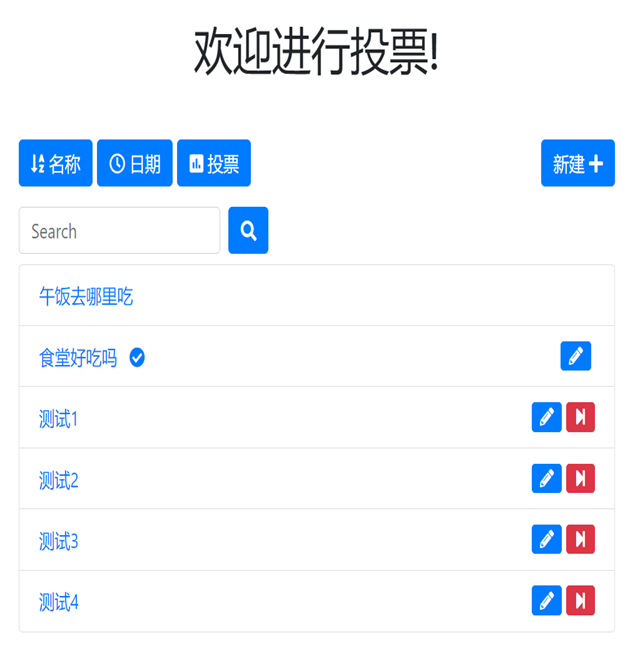 欢迎进行投票!
名称 日期 投票 新建
Search
午饭去哪里吃
食堂好吃吗
测试1
测试2
测试3
测试4